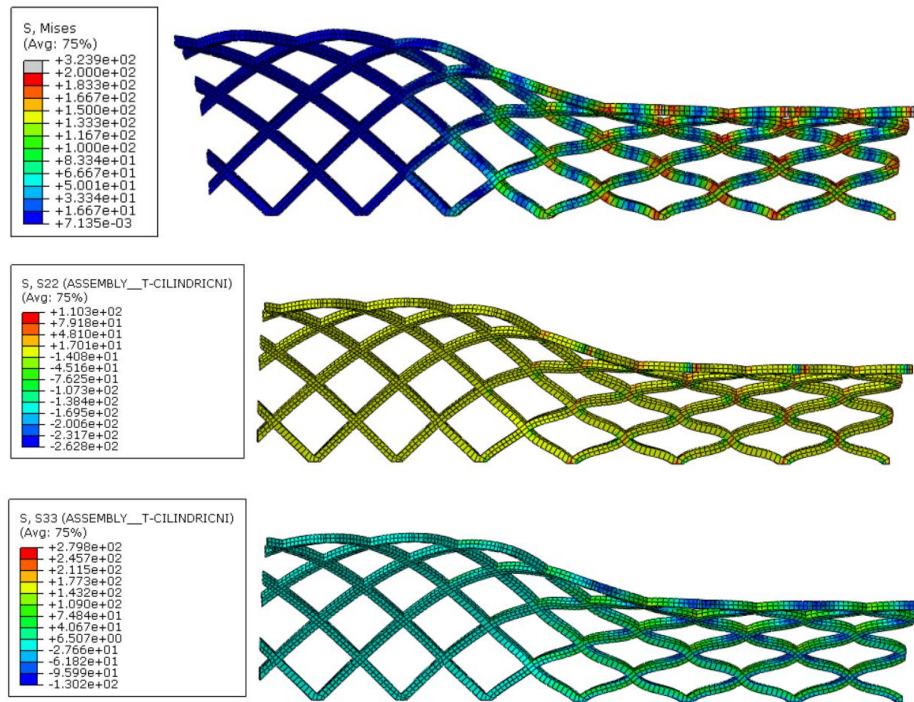 S, Mises
(Avg: 75%)
+3.239e+02
+2.000e+02
+1.833e+02
+1.667e+02
+1.500e+02
+1.333e+02
+1.167e+02
+1.000e+02
+8.334e+01
+6.667e+01
+5.001e+01
+3.334e+01
+1.667e+01
+7.135e-03
S, S22 (ASSEMBLY__T-CILINDRICNI)
(Avg: 75%)
+1.103e+02
+7.918e+01
+4.810e+01
+1.701e+01
-1.408e+01
-4.516e+01
-7.625e+01
-1.073e+02
-1.384e+02
-1.695e+02
-2.006e+02
-2.317e+02
-2.628e+02
S, S33 (ASSEMBLY__T-CILINDRICNI)
(Avg: 75%)
+2.798e+02
+2.457e+02
+2.115e+02
+1.773e+02
+1.432e+02
+1.090e+02
+7.484e+01
+4.067e+01
+6.507e+00
-2.766e+01
-6.182e+01
-9.599e+01
-1.302e+02